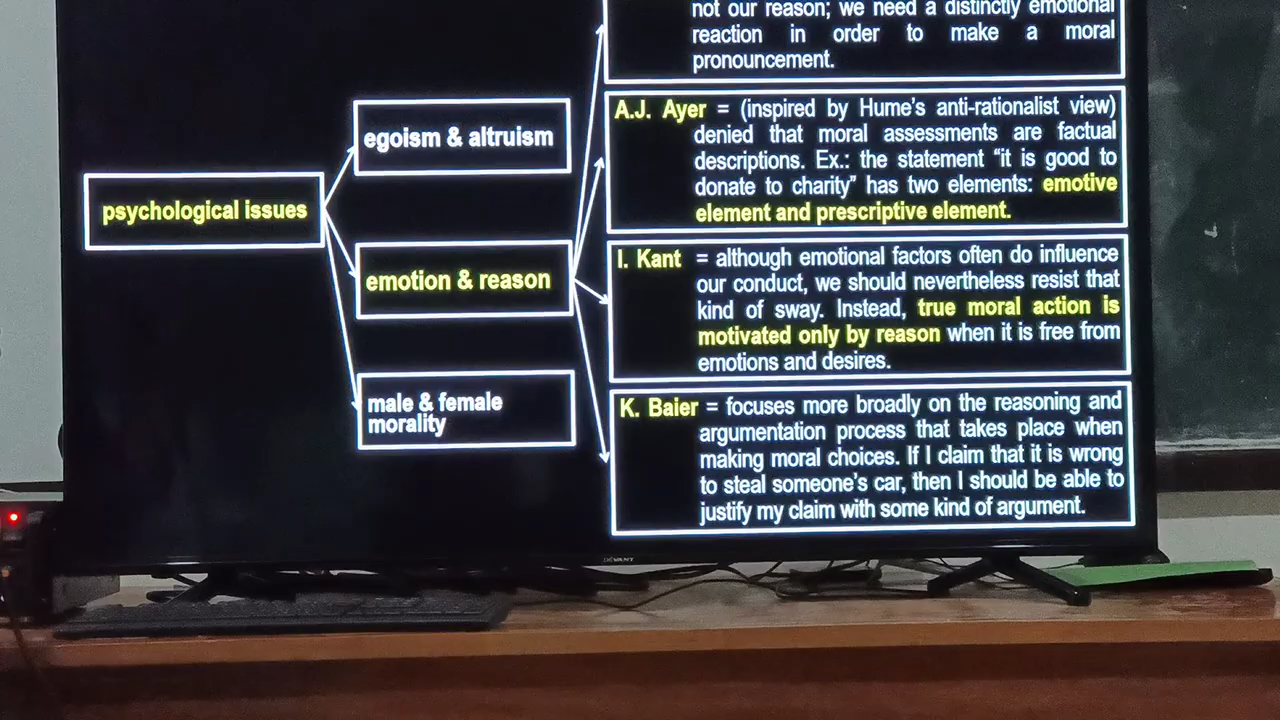 not our reason; we need a distinctly emotional
reaction in order to make a moral
pronouncement.
egoism & altruism
psychological issues
emotion & reason
male & female
morality
A.J. Ayer = (inspired by Hume's anti-rationalist view)
denied that moral assessments are factual
descriptions. Ex.: the statement “it is good to
donate to charity” has two elements: emotive
element and prescriptive element.
I. Kant = although emotional factors often do influence
our conduct, we should nevertheless resist that
kind of sway. Instead, true moral action is
motivated only by reason when it is free from
emotions and desires.
K. Baier = focuses more broadly on the reasoning and
argumentation process that takes place when
making moral choices. If I claim that it is wrong
to steal someone's car, then I should be able to
justify my claim with some kind of argument.
DEVANT